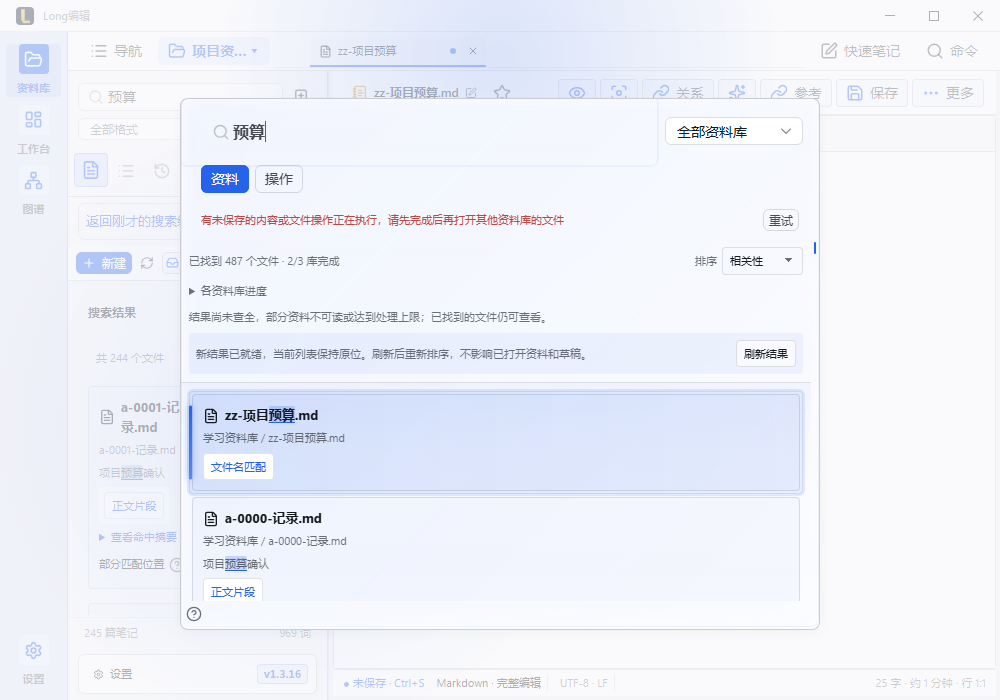 Long编辑
导航
项目资...
zz-项目预算
快速笔记
命令
资料库
工作台
图谱
设置
预算
全部格式
返回刚才的搜索
新建
搜索结果
共 244 个文件
a-0001-记
录.md
a-0001-记录.md
项目预算确认
正文片段
查看命中摘要
部分匹配位置
245 篇笔记
969 词
设置
v1.3.16
zz-项目预算.md
关系
参考
保存
更多
预算
全部资料库
资料
操作
有未保存的内容或文件操作正在执行，请先完成后再打开其他资料库的文件
重试
已找到 487 个文件 · 2/3 库完成
排序
相关性
各资料库进度
结果尚未查全，部分资料不可读或达到处理上限；已找到的文件仍可查看。
新结果已就绪，当前列表保持原位。刷新后重新排序，不影响已打开资料和草稿。
刷新结果
zz-项目预算.md
学习资料库 / zz-项目预算.md
文件名匹配
a-0000-记录.md
学习资料库 / a-0000-记录.md
项目预算确认
正文片段
未保存 · Ctrl+S
Markdown · 完整编辑
UTF-8 · LF
25 字 · 约 1 分钟 · 行 1:1